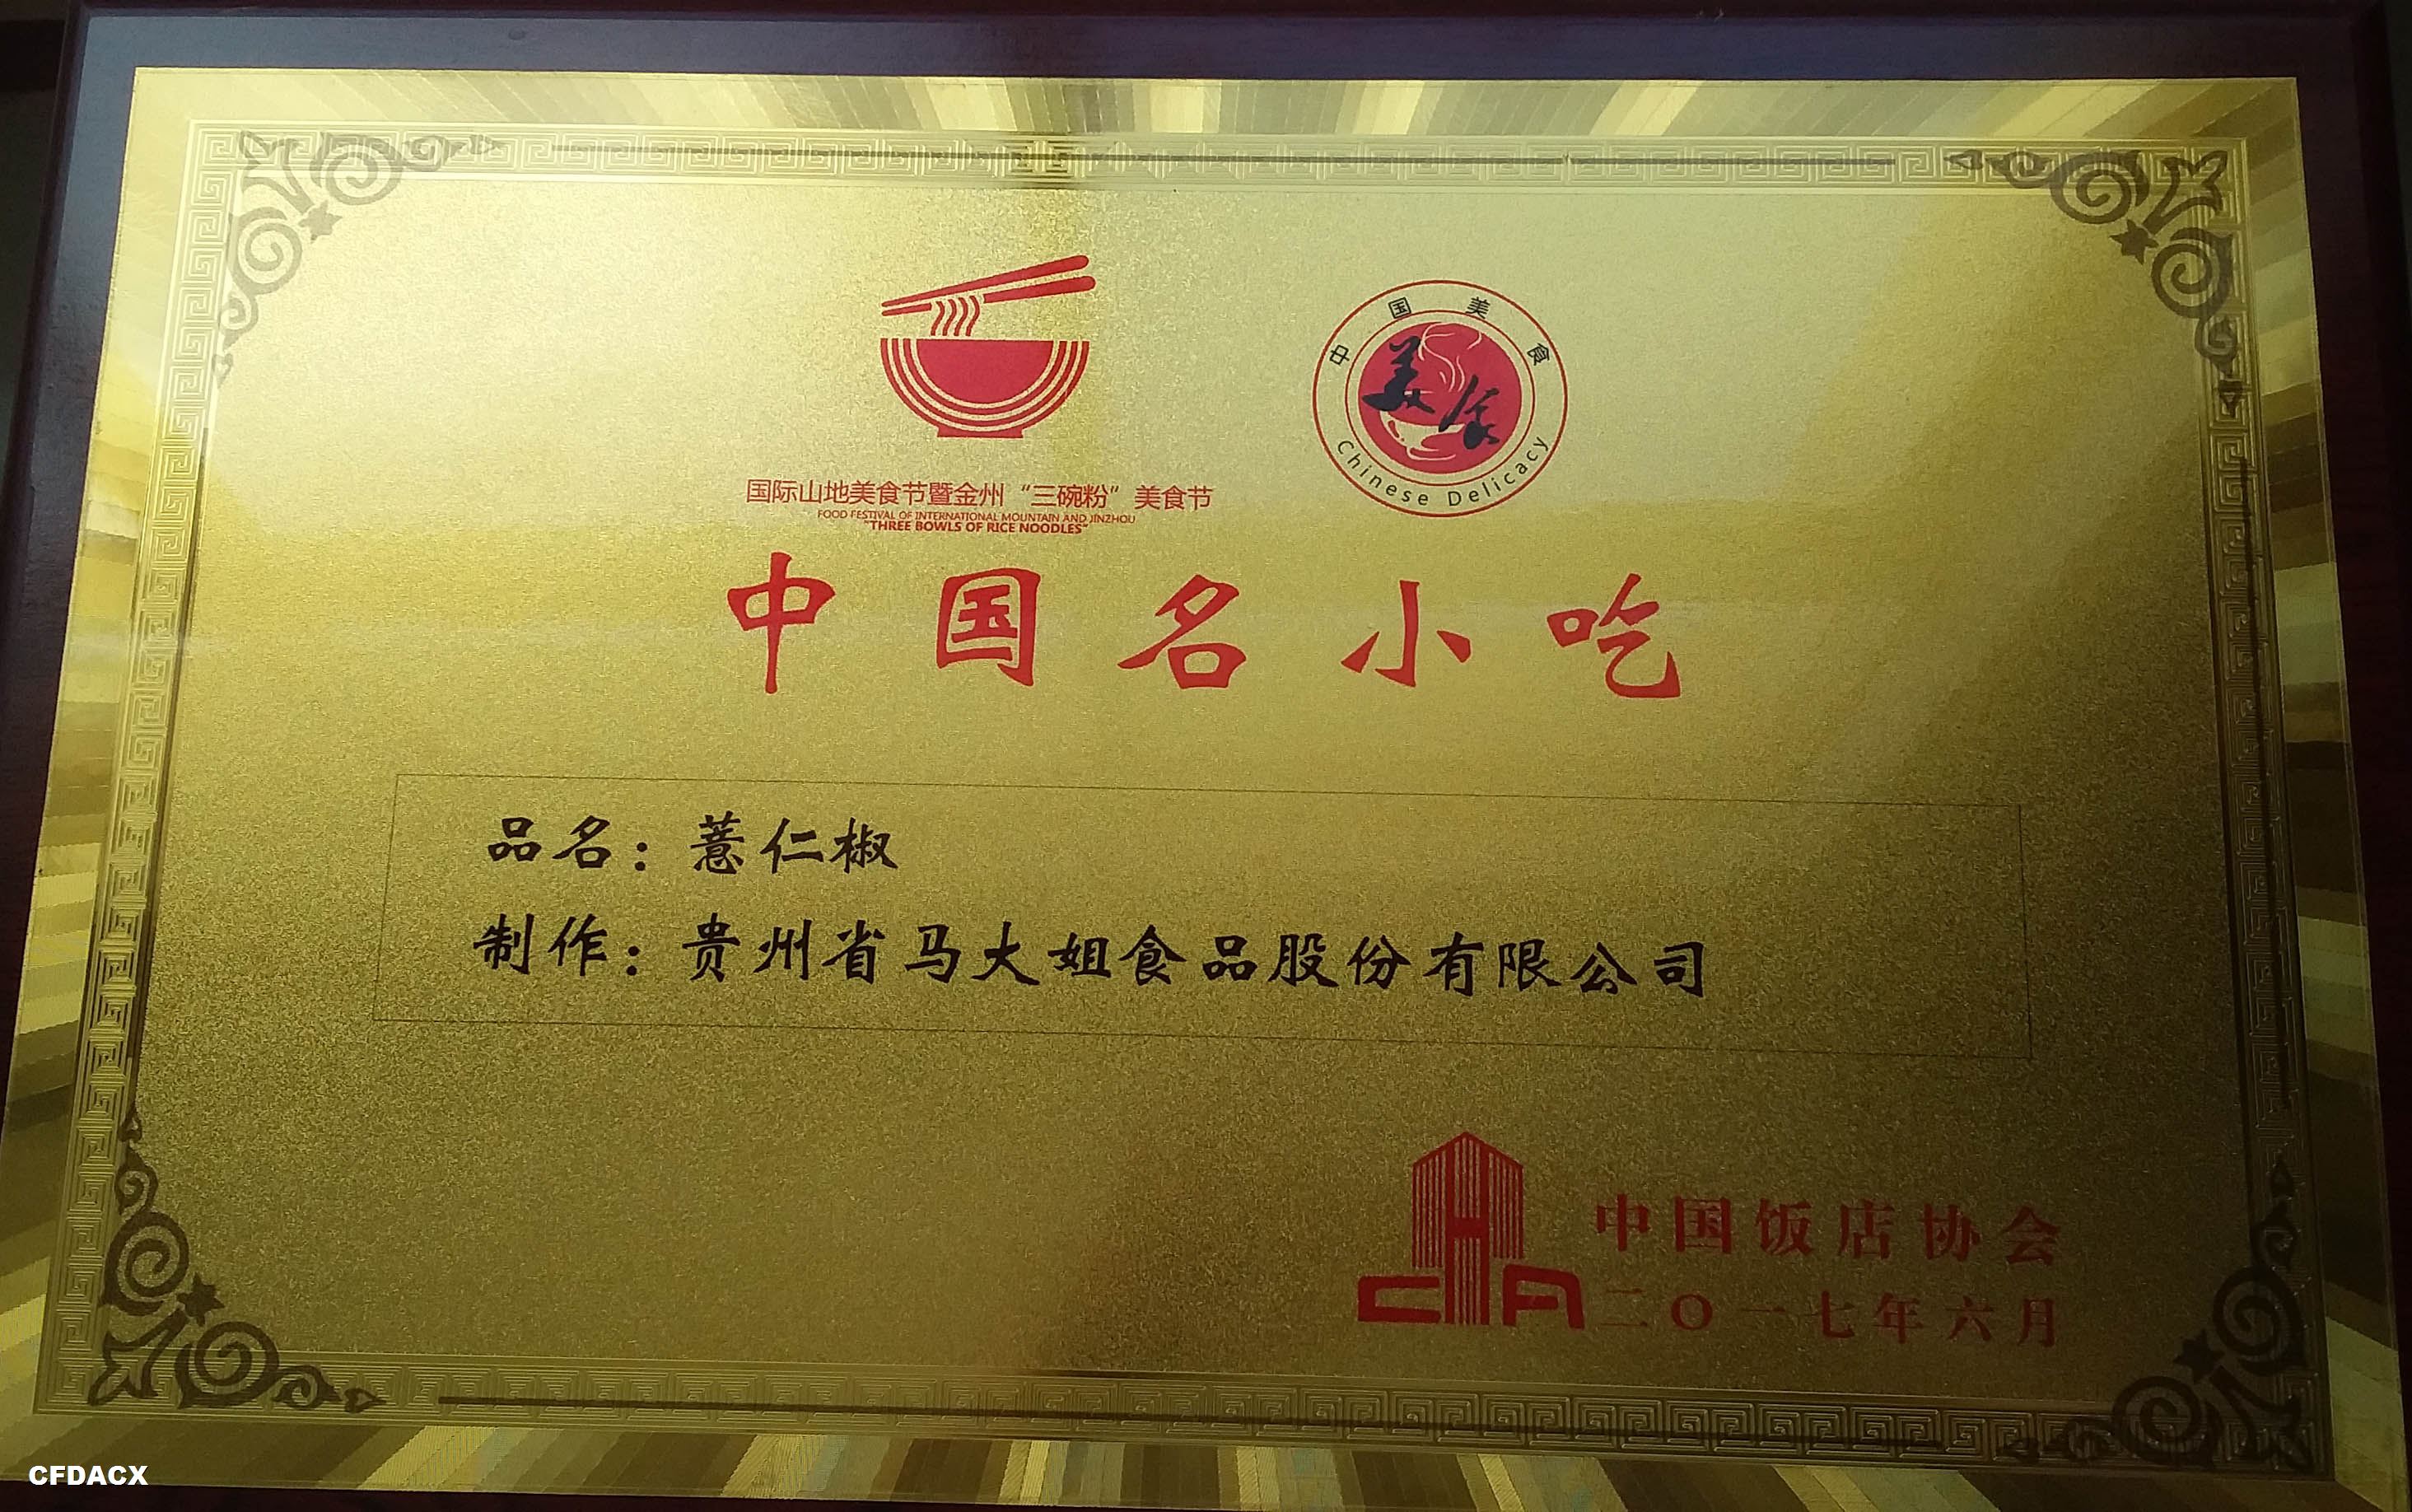 中国美食
美食
Chinese Delicacy
国际山地美食节暨金州“三碗粉”美食节
FOOD FESTIVAL OF INTERNATIONAL MOUNTAIN AND JINZHOU
"THREE BOWLS OF RICE NOODLES"
中国名小吃
品名：薏仁椒
制作：贵州省马大姐食品股份有限公司
CHA
中国饭店协会
二〇一七年六月
CFDACX